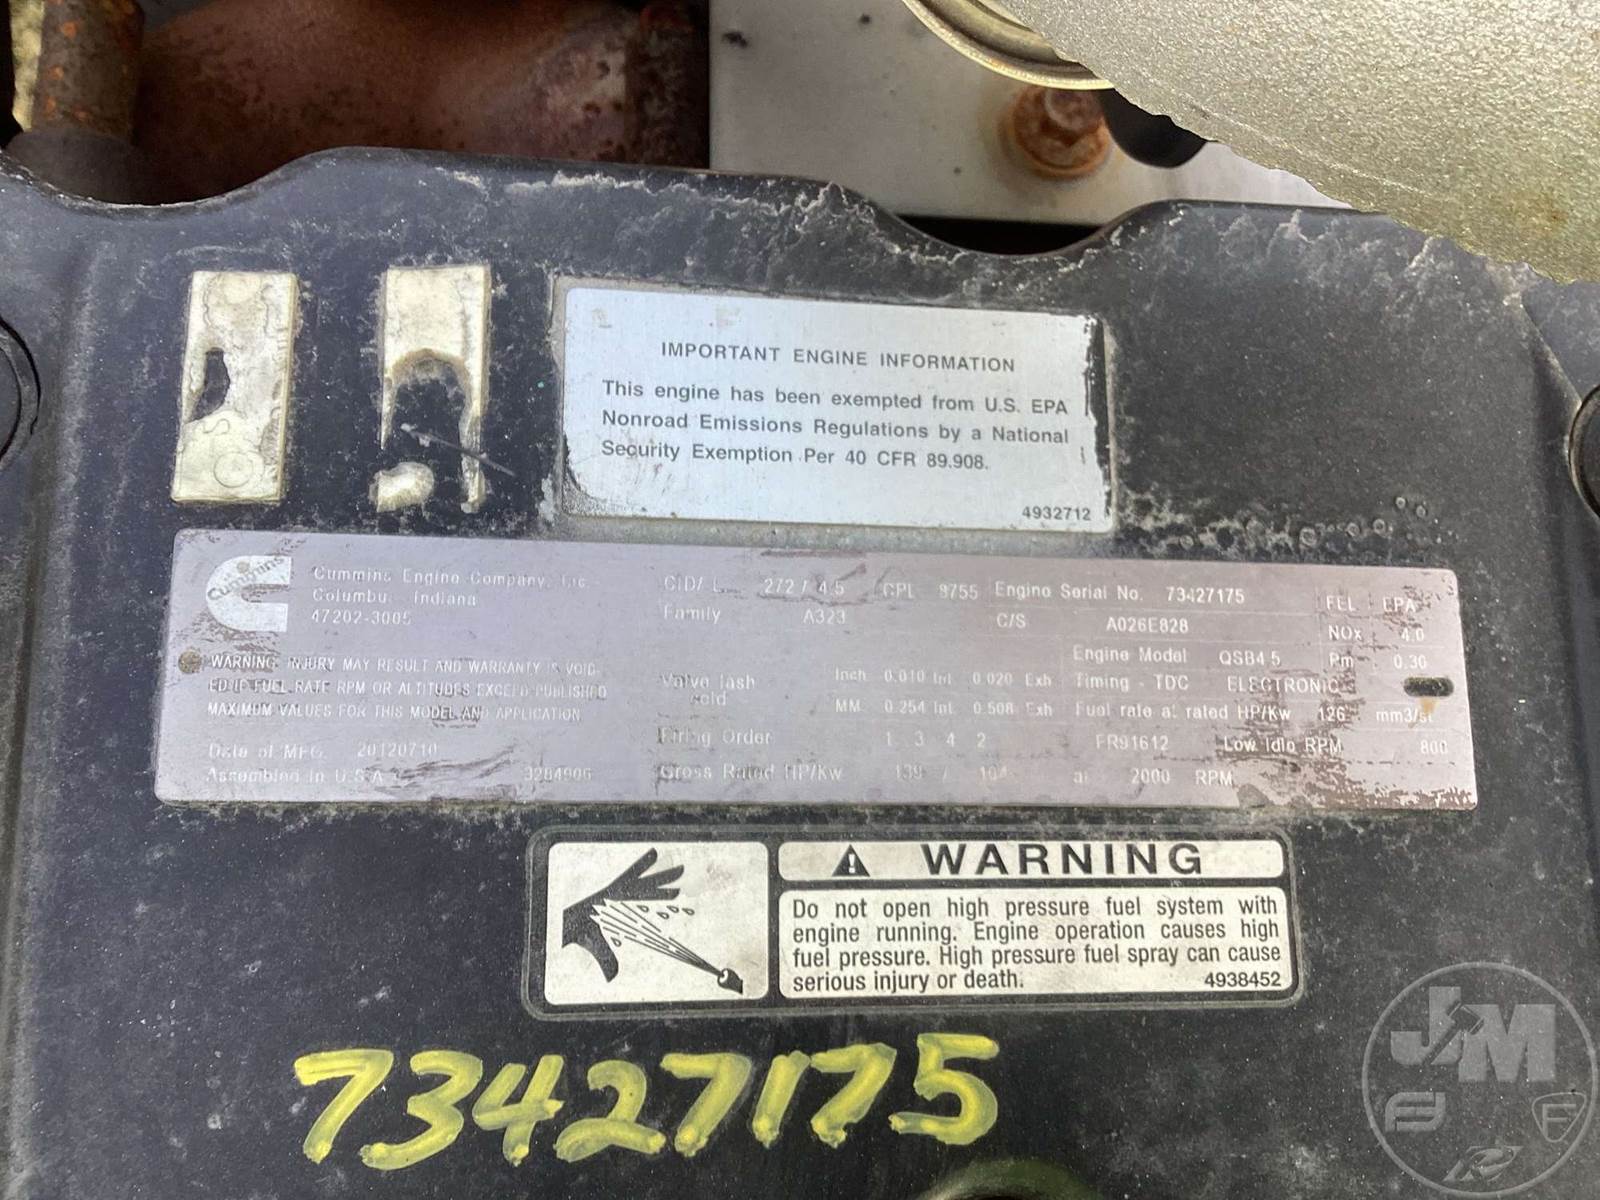 IMPORTANT ENGINE INFORMATION
This engine has been exempted from U.S. EPA
Nonroad Emissions Regulations by a National
Security Exemption Per 40 CFR 89.908.
4932712
Cummins
Cummins Engine Company, Inc
Columbu Indiana
47202-3005
WARNING INJURY MAY RESULT AND WARRANTY IS VOID-
ED IF FUEL RATE RPM OR ALTITUDES EXCEED PUBLISHED
MAXIMUM VALUES FOR THIS MODEL AND APPLICATION
Date of MFG. 20120710
Assembled in U.S.A. 3284906
CID/ L 272 / 4.5 CPL 8755 Engine Serial No. 73427175
Family A323 C/S A026E828
Engine Model QSB4 5
Valve lash cold Inch 0.010 Int 0.020 Exh Timing - TDC ELECTRONIC
MM 0.254 Int 0.508 Exh Fuel rate at rated HP/Kw 126 mm3/st
Firing Order 1 3 4 2 FR91612 Low Idle RPM 800
Gross Rated HP/Kw 139 / 104 at 2000 RPM
FEL EPA
NOx 4.0
Pm 0.30
WARNING
Do not open high pressure fuel system with
engine running. Engine operation causes high
fuel pressure. High pressure fuel spray can cause
serious injury or death.
4938452
73427175
JM